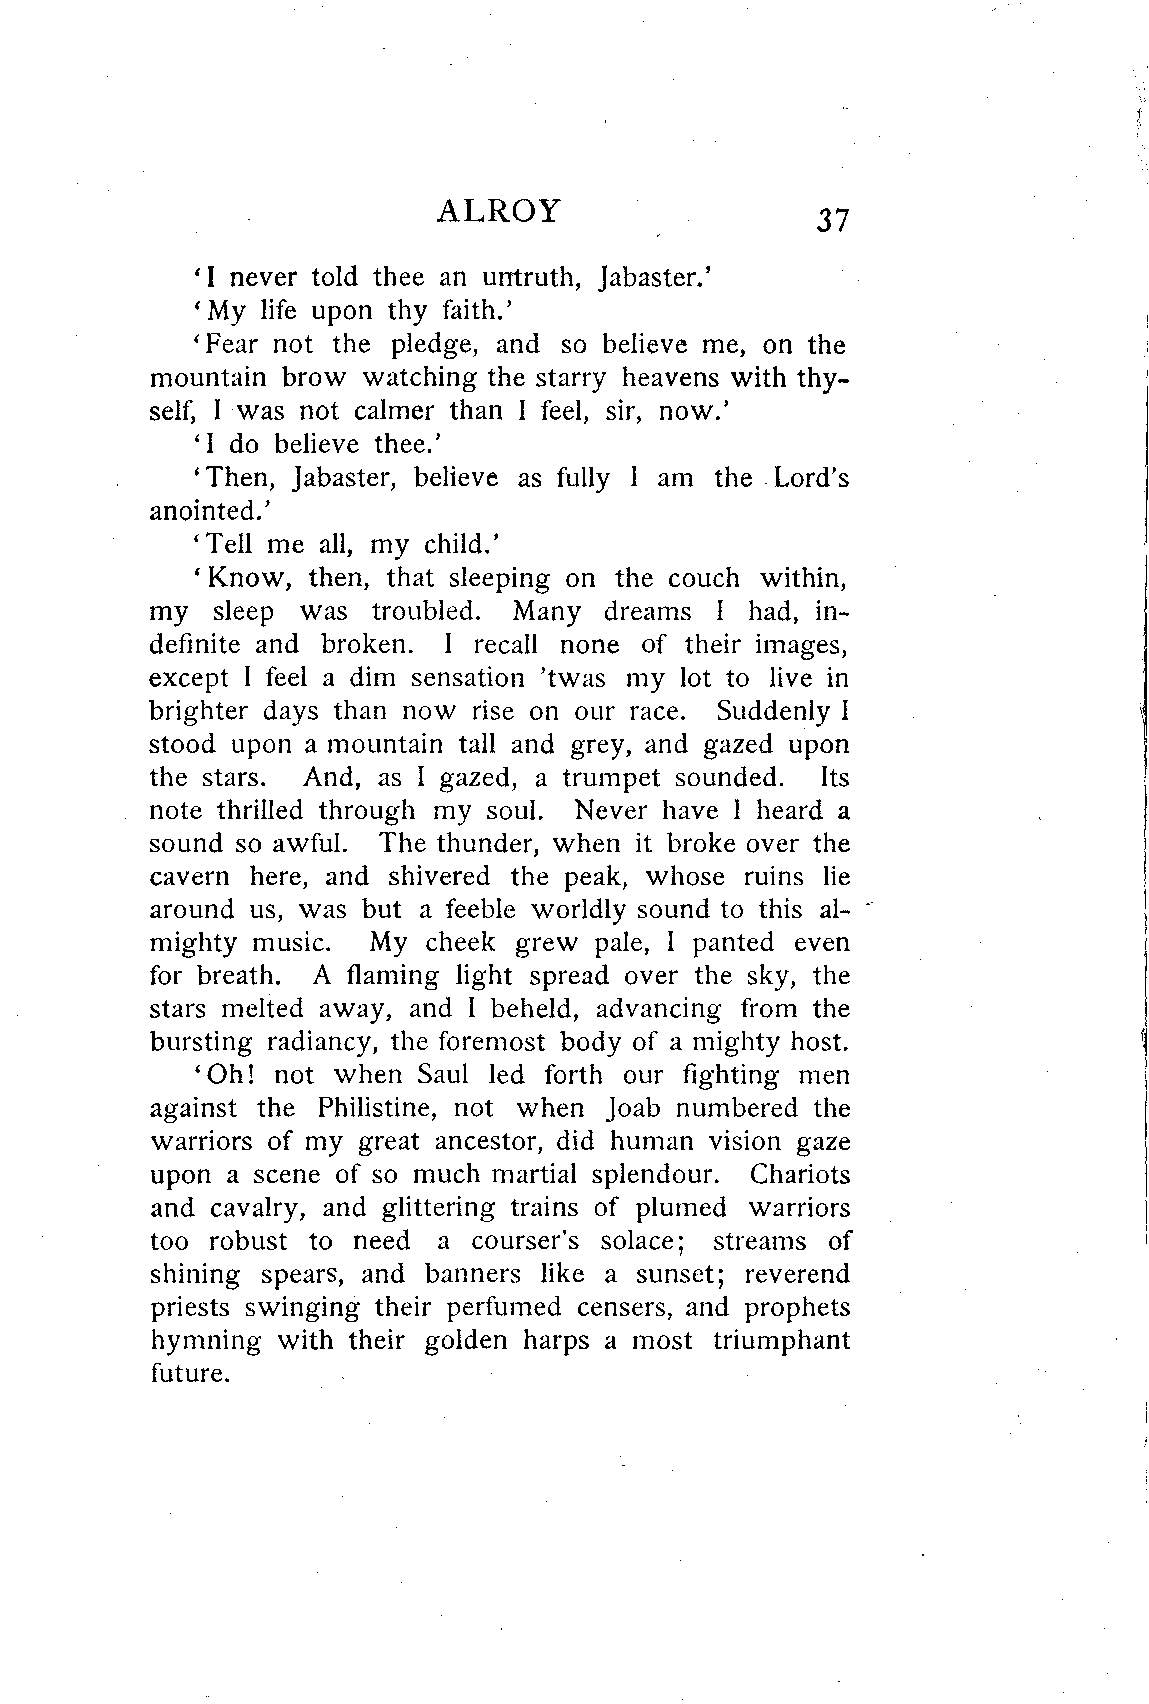 ALROY 37
'I never told thee an untruth, Jabaster.'
'My life upon thy faith.'
'Fear not the pledge, and so believe me, on the
mountain brow watching the starry heavens with thy-
self, I was not calmer than I feel, sir, now.'
'I do believe thee.'
'Then, Jabaster, believe as fully I am the Lord's
anointed.'
'Tell me all, my child.'
'Know, then, that sleeping on the couch within,
my sleep was troubled. Many dreams I had, in-
definite and broken. I recall none of their images,
except I feel a dim sensation 'twas my lot to live in
brighter days than now rise on our race. Suddenly I
stood upon a mountain tall and grey, and gazed upon
the stars. And, as I gazed, a trumpet sounded. Its
note thrilled through my soul. Never have I heard a
sound so awful. The thunder, when it broke over the
cavern here, and shivered the peak, whose ruins lie
around us, was but a feeble worldly sound to this al-
mighty music. My cheek grew pale, I panted even
for breath. A flaming light spread over the sky, the
stars melted away, and I beheld, advancing from the
bursting radiancy, the foremost body of a mighty host.
'Oh! not when Saul led forth our fighting men
against the Philistine, not when Joab numbered the
warriors of my great ancestor, did human vision gaze
upon a scene of so much martial splendour. Chariots
and cavalry, and glittering trains of plumed warriors
too robust to need a courser's solace; streams of
shining spears, and banners like a sunset; reverend
priests swinging their perfumed censers, and prophets
hymning with their golden harps a most triumphant
future.